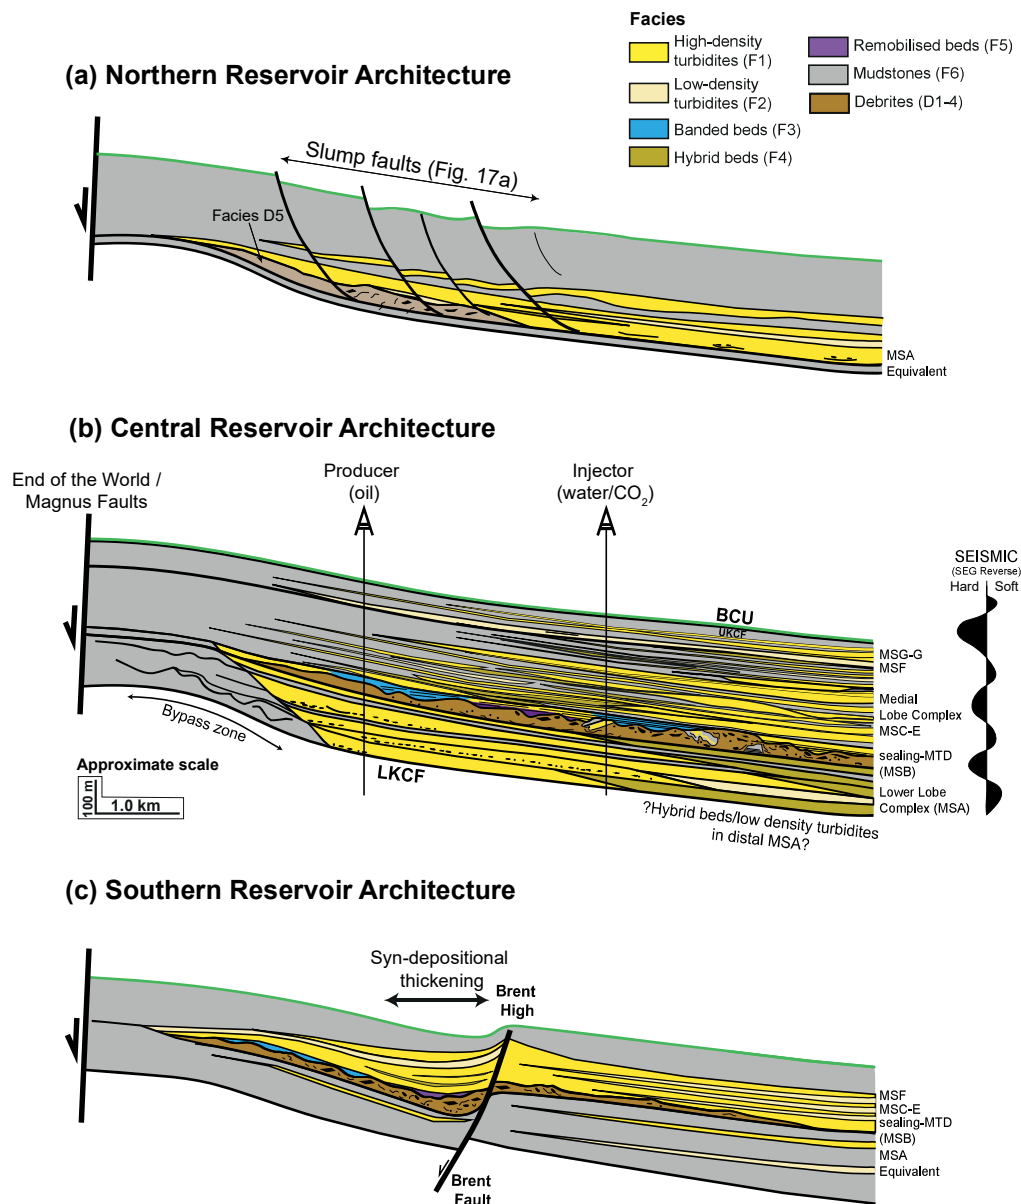 Facies
High-density
turbidites (F1)
Low-density
turbidites (F2)
Banded beds (F3)
Hybrid beds (F4)
Remobilised beds (F5)
Mudstones (F6)
Debrites (D1-4)
(a) Northern Reservoir Architecture
Slump faults (Fig. 17a)
Facies D5
MSA
Equivalent
(b) Central Reservoir Architecture
End of the World /
Magnus Faults
Producer
(oil)
Injector
(water/CO2)
SEISMIC
(SEG Reverse)
Hard
Soft
BCU
UKCF
MSG-G
MSF
Medial
Lobe Complex
MSC-E
sealing-MTD
(MSB)
Lower Lobe
Complex (MSA)
Bypass zone
LKCF
Approximate scale
100 m
1.0 km
?Hybrid beds/low density turbidites
in distal MSA?
(c) Southern Reservoir Architecture
Syn-depositional
thickening
Brent
High
MSF
MSC-E
sealing-MTD
(MSB)
MSA
Equivalent
Brent
Fault